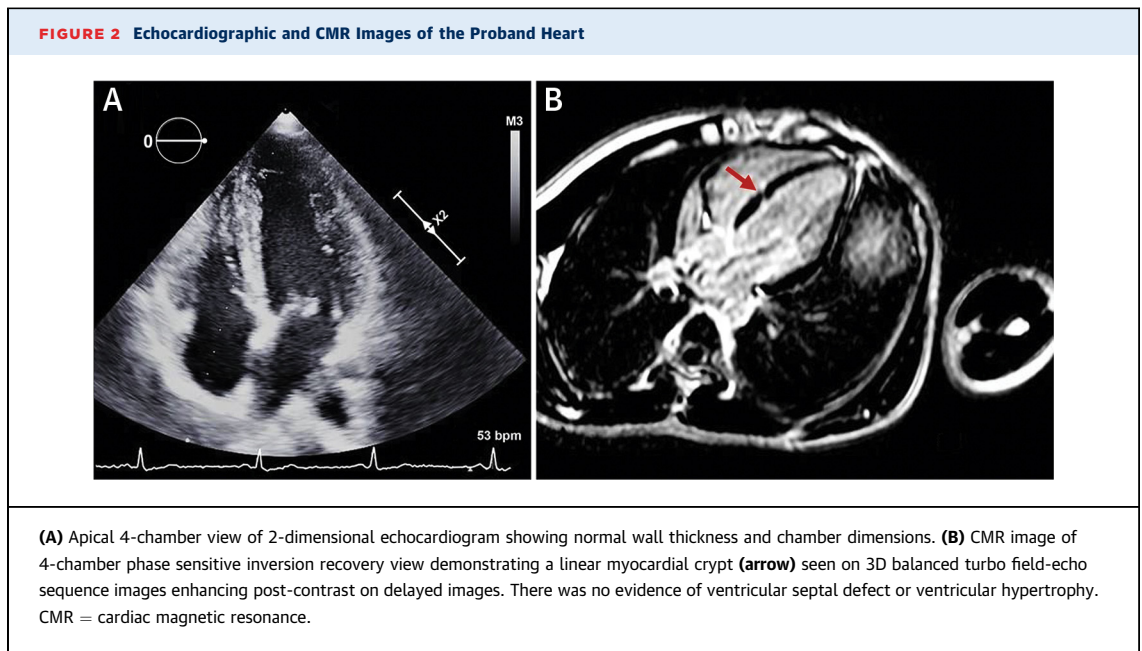 FIGURE 2 Echocardiographic and CMR Images of the Proband Heart
A
0
M3
X2
53 bpm
B
(A) Apical 4-chamber view of 2-dimensional echocardiogram showing normal wall thickness and chamber dimensions. (B) CMR image of
4-chamber phase sensitive inversion recovery view demonstrating a linear myocardial crypt (arrow) seen on 3D balanced turbo field-echo
sequence images enhancing post-contrast on delayed images. There was no evidence of ventricular septal defect or ventricular hypertrophy.
CMR = cardiac magnetic resonance.